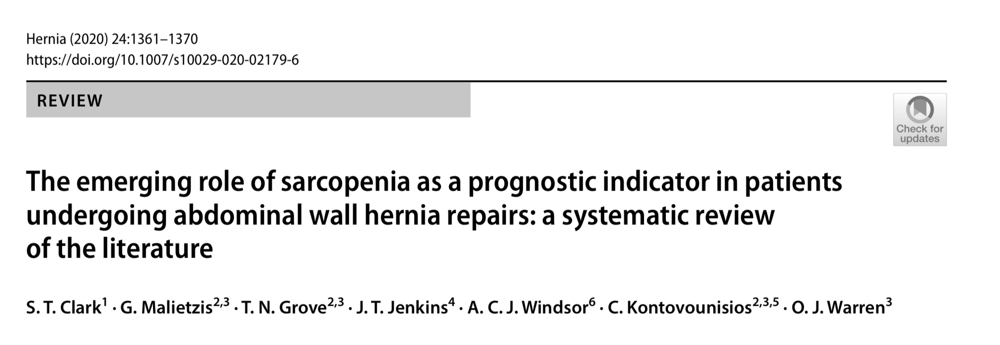 Hernia (2020) 24:1361–1370
https://doi.org/10.1007/s10029-020-02179-6
REVIEW
Check for
updates
The emerging role of sarcopenia as a prognostic indicator in patients
undergoing abdominal wall hernia repairs: a systematic review
of the literature
S. T. Clark¹ · G. Malietzis²,³ · T. N. Grove²,³ · J. T. Jenkins⁴ · A. C. J. Windsor⁶ · C. Kontovounisios²,³,⁵ · O. J. Warren³